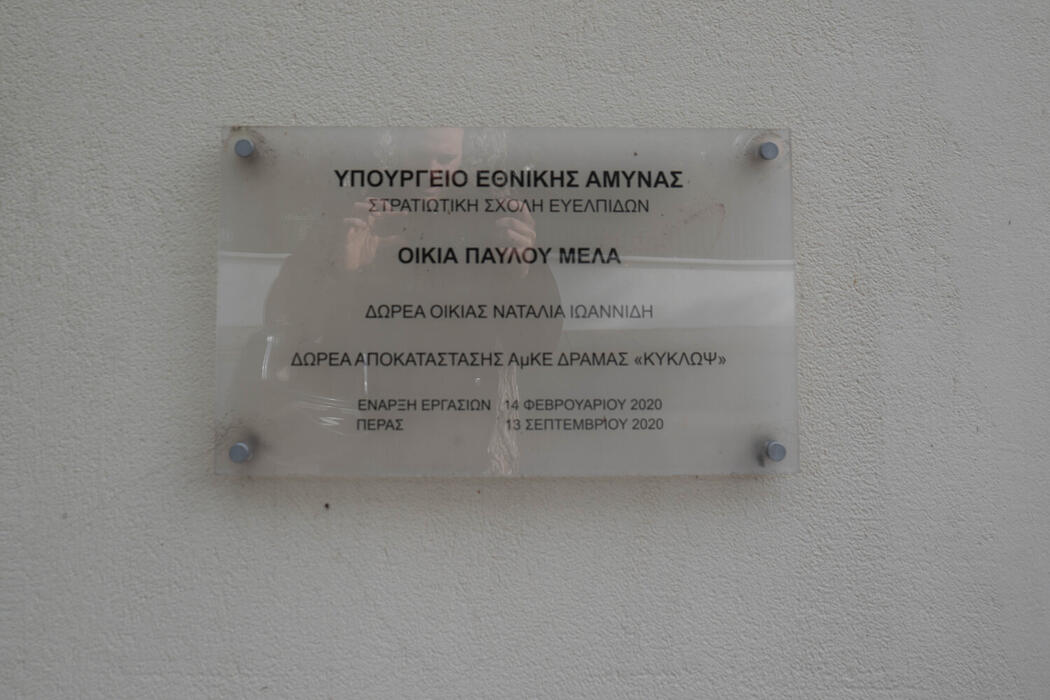 ΥΠΟΥΡΓΕΙΟ ΕΘΝΙΚΗΣ ΑΜΥΝΑΣ
ΣΤΡΑΤΙΩΤΙΚΗ ΣΧΟΛΗ ΕΥΕΛΠΙΔΩΝ
ΟΙΚΙΑ ΠΑΥΛΟΥ ΜΕΛΑ
ΔΩΡΕΑ ΟΙΚΙΑΣ ΝΑΤΑΛΙΑ ΙΩΑΝΝΙΔΗ
ΔΩΡΕΑ ΑΠΟΚΑΤΑΣΤΑΣΗΣ ΑμΚΕ ΔΡΑΜΑΣ «ΚΥΚΛΩΨ»
ΕΝΑΡΞΗ ΕΡΓΑΣΙΩΝ 14 ΦΕΒΡΟΥΑΡΙΟΥ 2020
ΠΕΡΑΣ 13 ΣΕΠΤΕΜΒΡΙΟΥ 2020